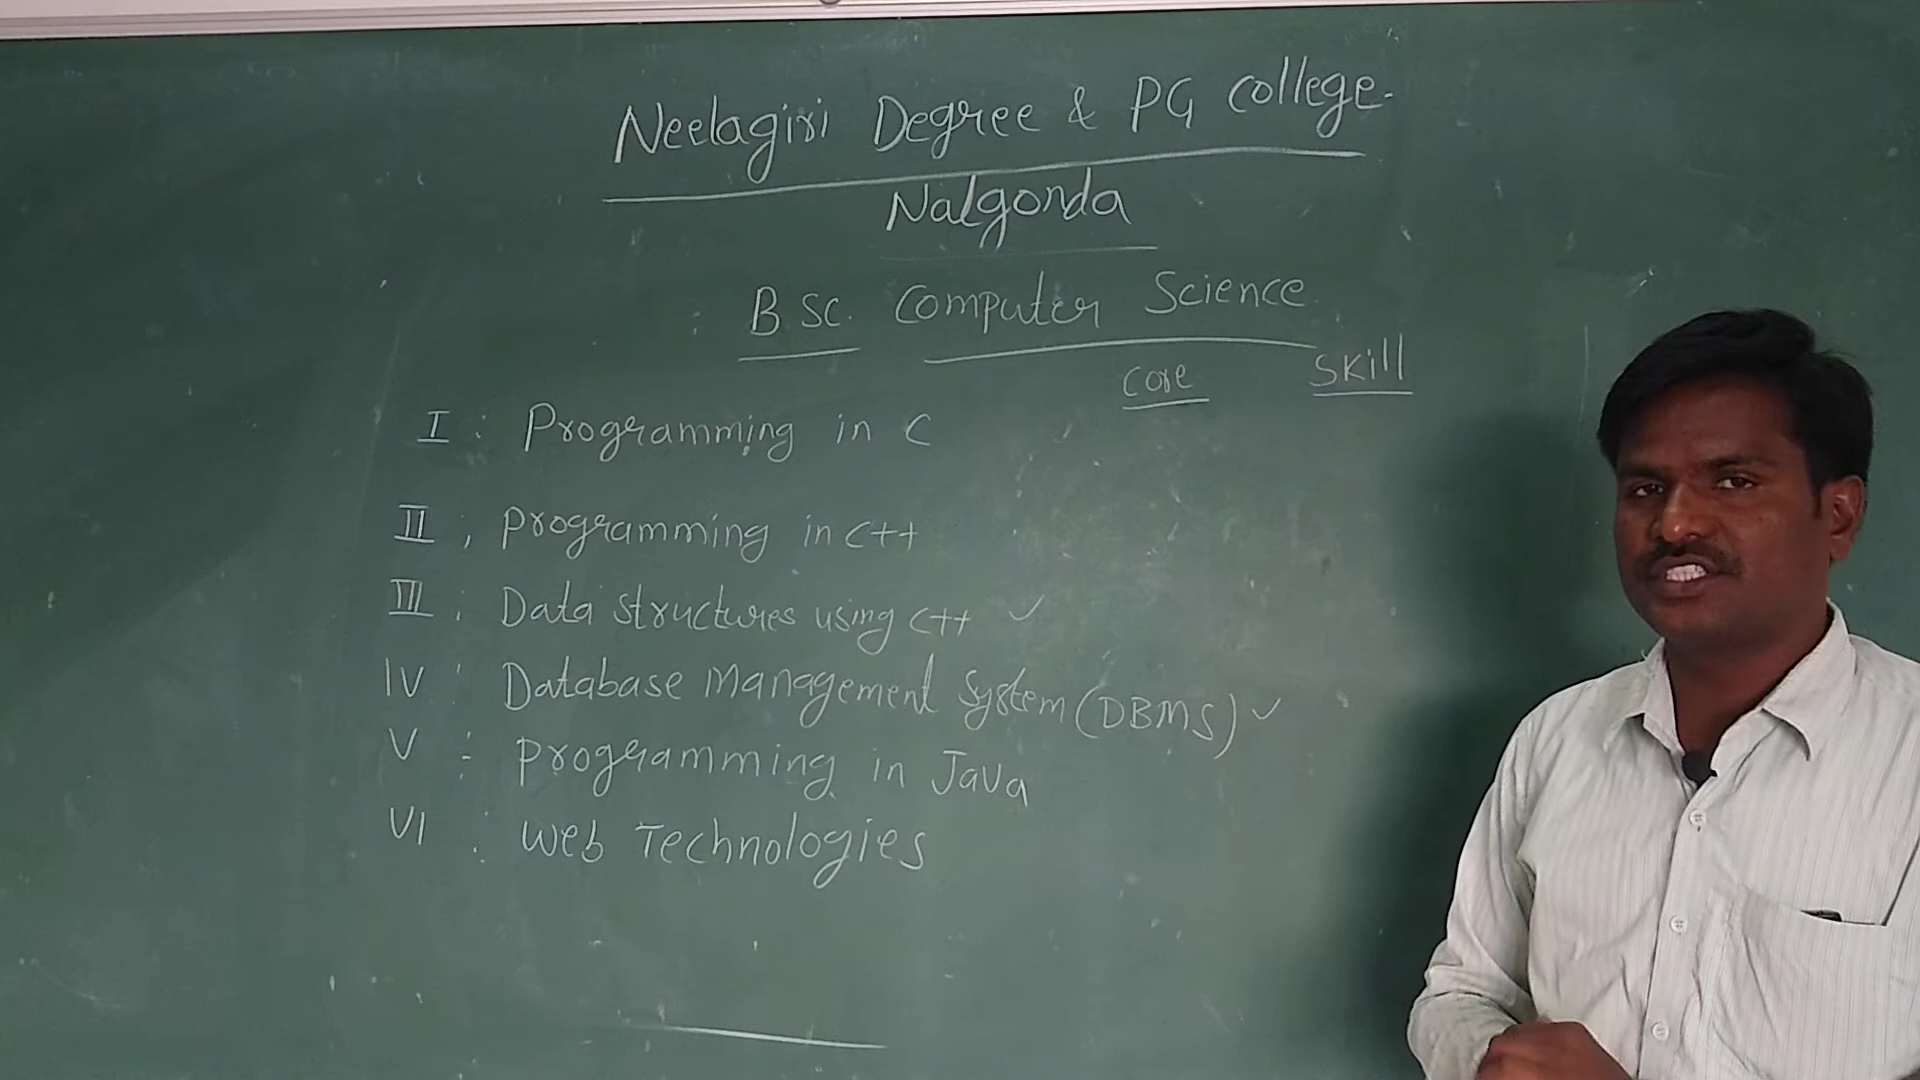 Neelagiri Degree & PG college-
Nalgonda
B.SC. Computer Science
Core Skill
I : Programming in C
II , Programming in C++
III . Data structures using C++ ✓
IV : Database Management System (DBMS) ✓
V : Programming in Java
VI : Web Technologies